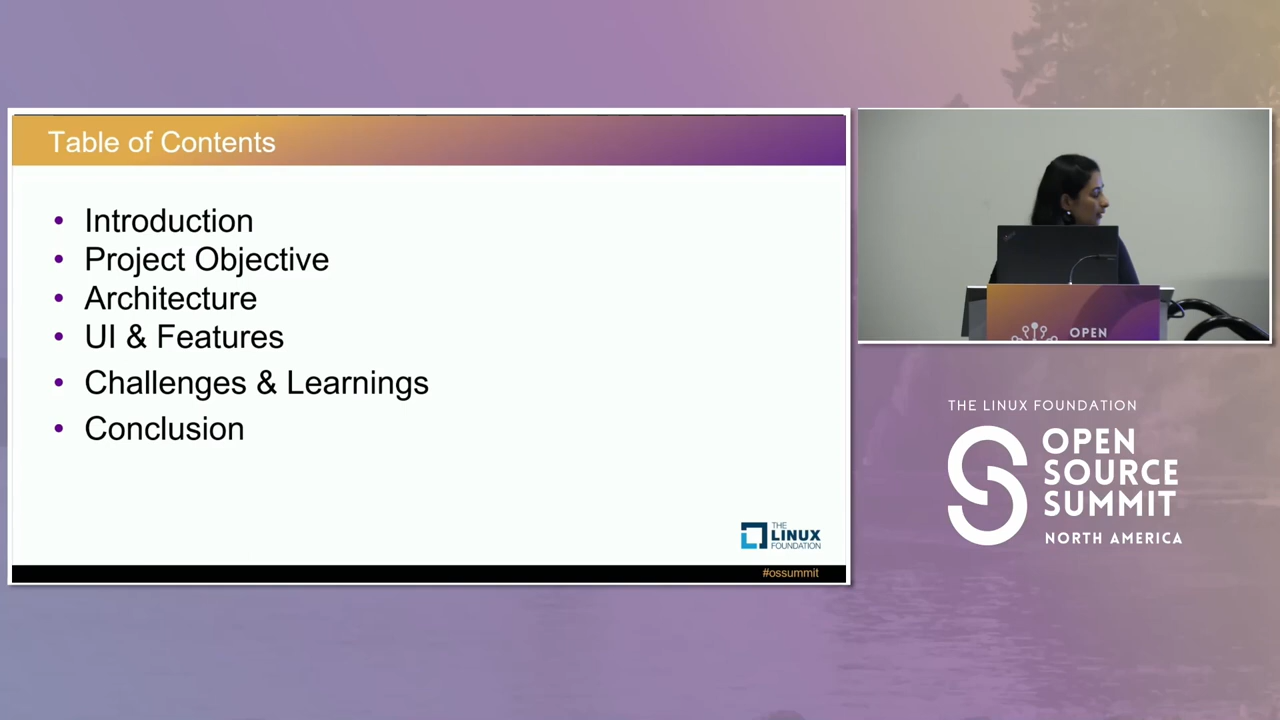 Table of Contents
• Introduction
• Project Objective
• Architecture
• UI & Features
• Challenges & Learnings
• Conclusion
THE
LINUX
FOUNDATION
#ossummit
OPEN
THE LINUX FOUNDATION
OPEN
SOURCE
SUMMIT
NORTH AMERICA